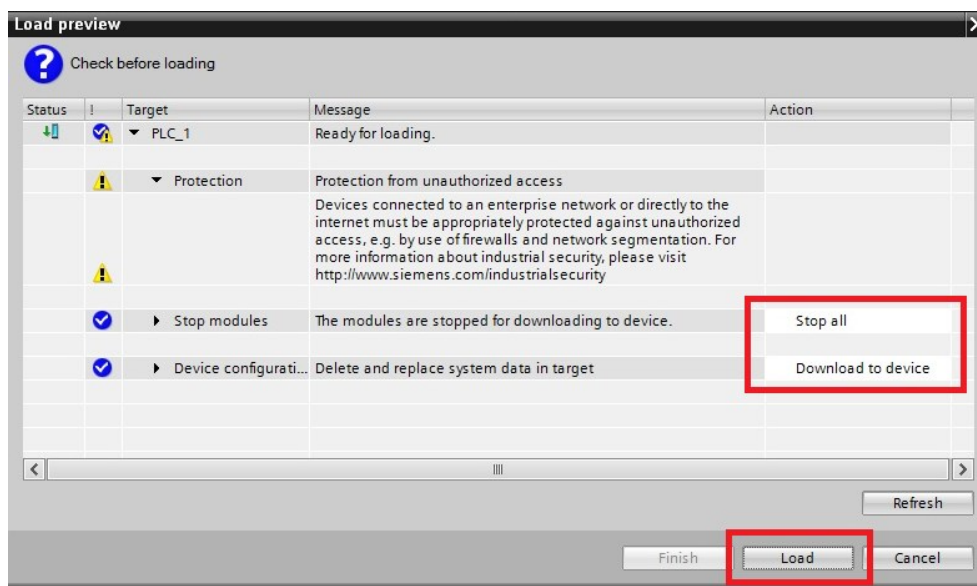 Load preview
Check before loading
Status ! Target Message Action
PLC_1 Ready for loading.
Protection Protection from unauthorized access
Devices connected to an enterprise network or directly to the
internet must be appropriately protected against unauthorized
access, e.g. by use of firewalls and network segmentation. For
more information about industrial security, please visit
http://www.siemens.com/industrialsecurity
Stop modules The modules are stopped for downloading to device. Stop all
Device configurati... Delete and replace system data in target Download to device
Refresh
Finish Load Cancel